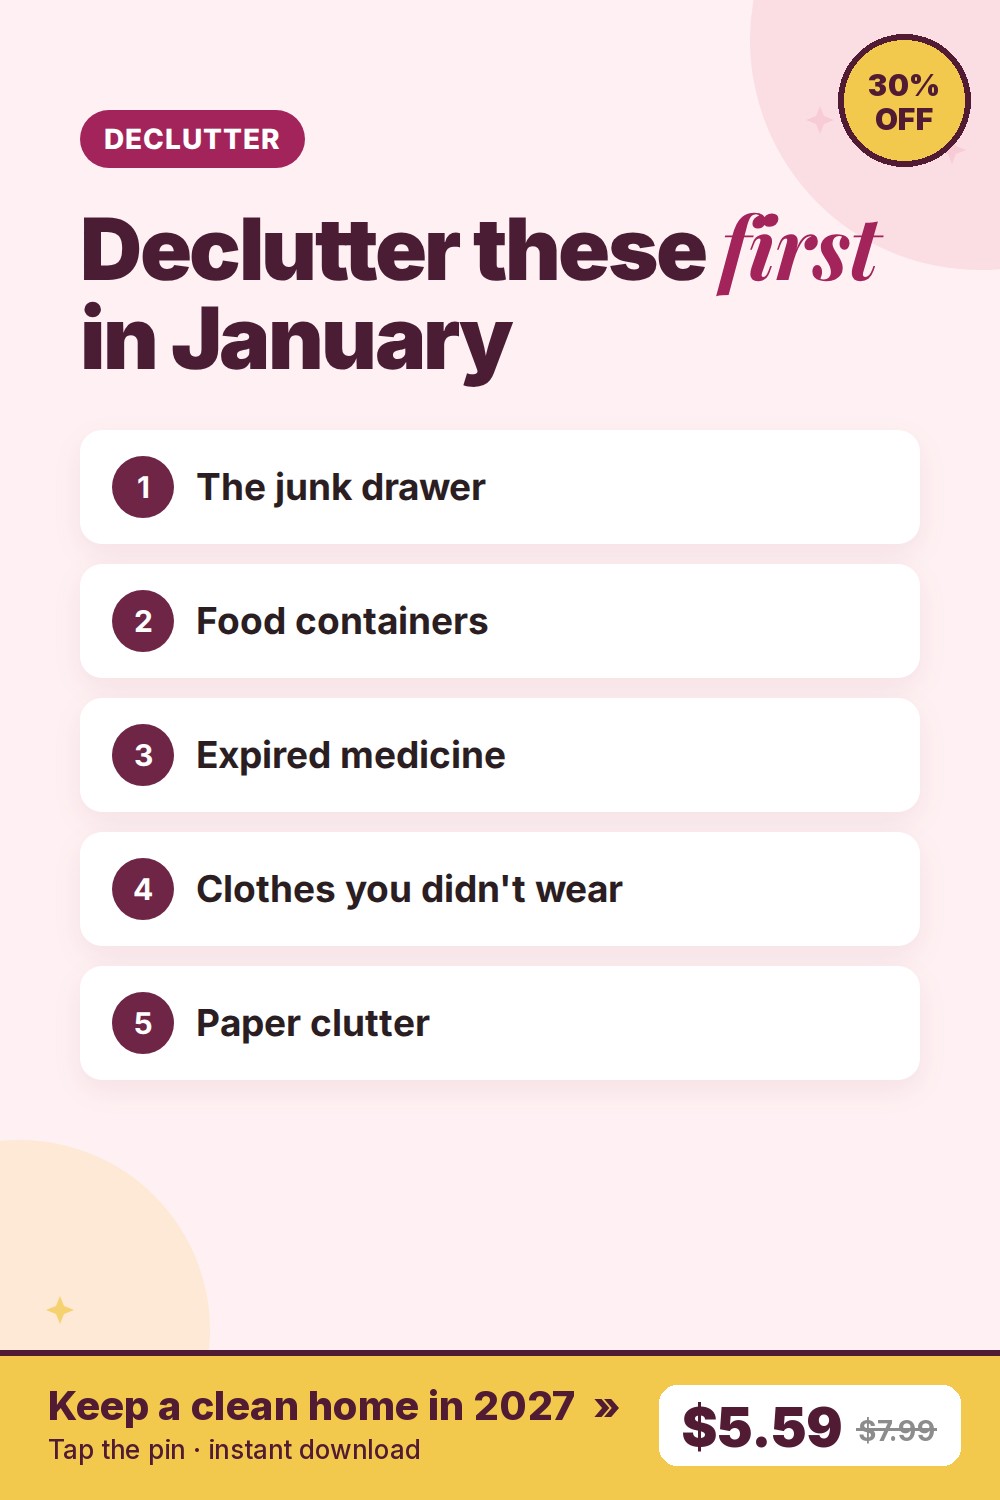 30%
OFF
DECLUTTER
Declutter these first
in January
1 The junk drawer
2 Food containers
3 Expired medicine
4 Clothes you didn't wear
5 Paper clutter
Keep a clean home in 2027 »
Tap the pin · instant download
$5.59 $7.99